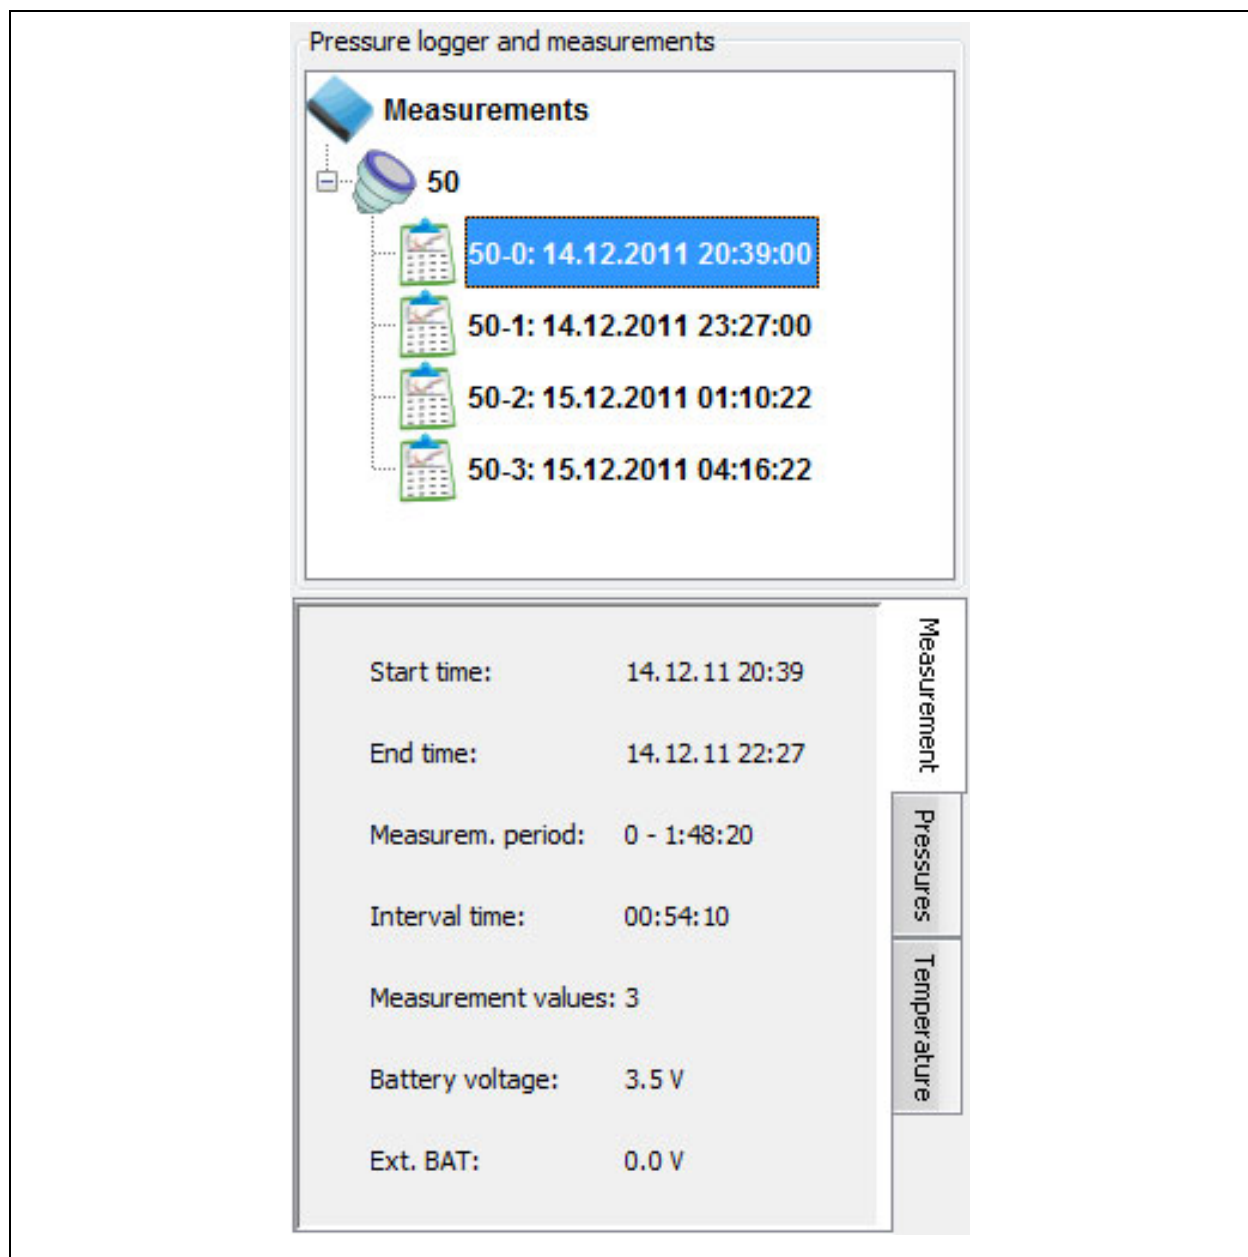 Pressure logger and measurements
Measurements
50
50-0: 14.12.2011 20:39:00
50-1: 14.12.2011 23:27:00
50-2: 15.12.2011 01:10:22
50-3: 15.12.2011 04:16:22
Start time: 14.12.11 20:39
End time: 14.12.11 22:27
Measurem. period: 0 - 1:48:20
Interval time: 00:54:10
Measurement values: 3
Battery voltage: 3.5 V
Ext. BAT: 0.0 V
Measurement
Pressures
Temperature